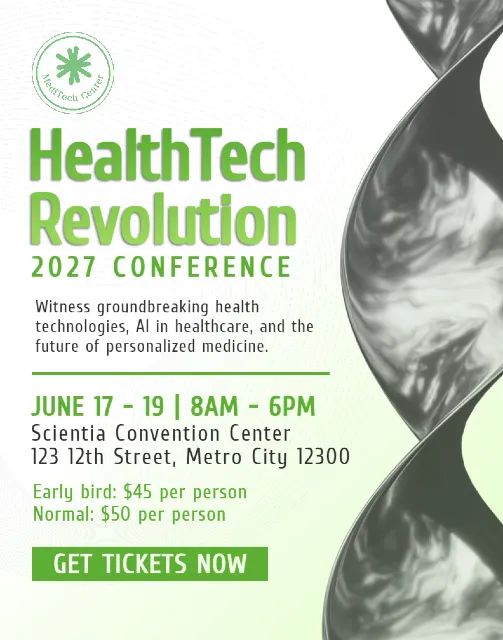 MediTech Center
HealthTech
Revolution
2027 CONFERENCE
Witness groundbreaking health
technologies, AI in healthcare, and the
future of personalized medicine.
JUNE 17 - 19 | 8AM - 6PM
Scientia Convention Center
123 12th Street, Metro City 12300
Early bird: $45 per person
Normal: $50 per person
GET TICKETS NOW